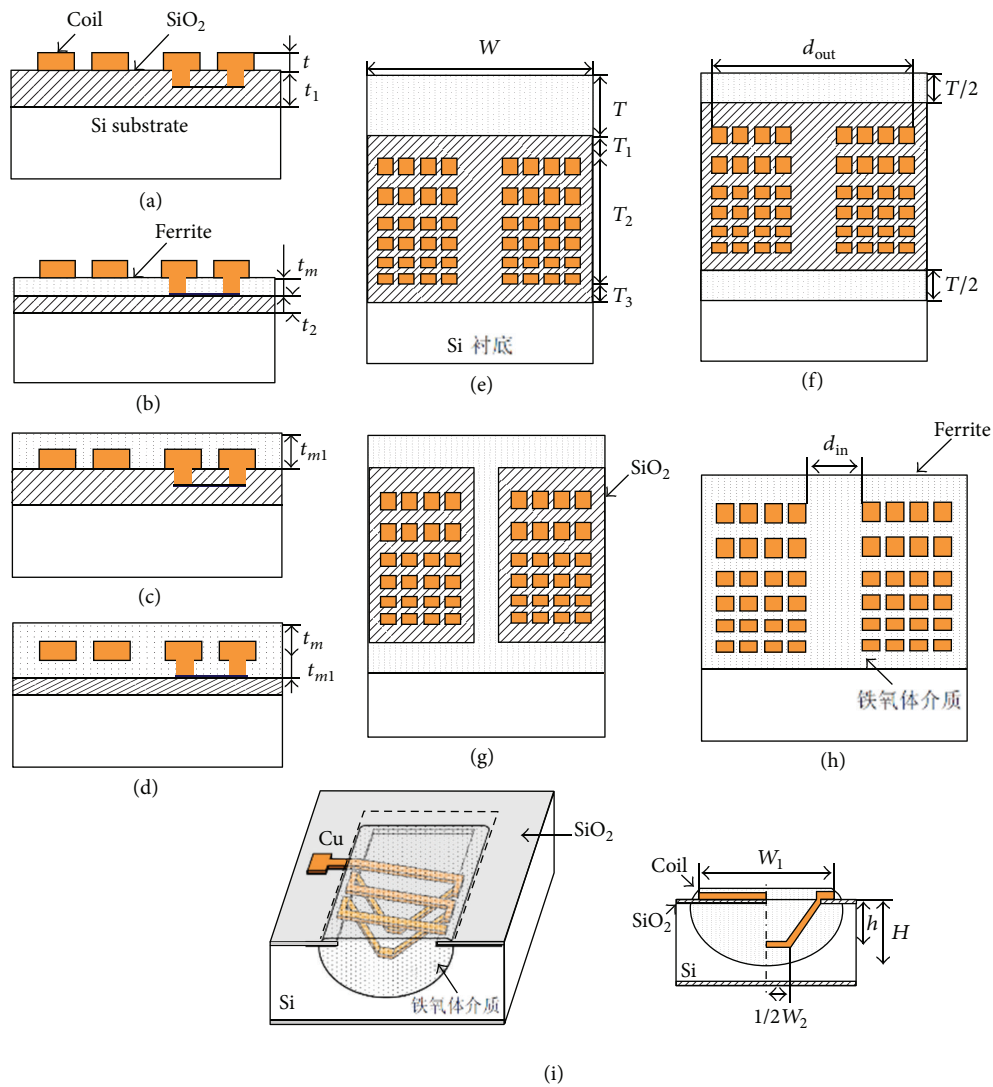 Coil
SiO2
t
t1
Si substrate
(a)
Ferrite
tm
t2
(b)
tm1
(c)
tm
tm1
(d)
W
T
T1
T2
T3
Si 衬底
(e)
dout
T/2
T/2
(f)
SiO2
(g)
din
Ferrite
铁氧体介质
(h)
Cu
SiO2
Si
铁氧体介质
Coil
W1
SiO2
h
H
Si
1/2W2
(i)